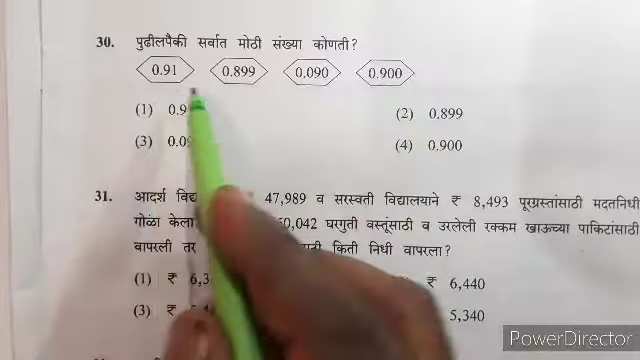 30. पुढीलपैकी सर्वात मोठी संख्या कोणती?
0.91 0.899 0.090 0.900
(1) 0.9 (2) 0.899
(3) 0.09 (4) 0.900
31. आदर्श 47,989 व सरस्वती विद्यालयाने ₹ 8,493 पूरग्रस्तांसाठी मदतनिधी
गोळा केला 0,042 घरगुती वस्तूंसाठी व उरलेली रक्कम खाऊच्या पाकिटांसाठी
वापरली तर किती निधी वापरला?
(1) ₹ 6,3 ₹ 6,440
(3) ₹ 5,340
PowerDirector